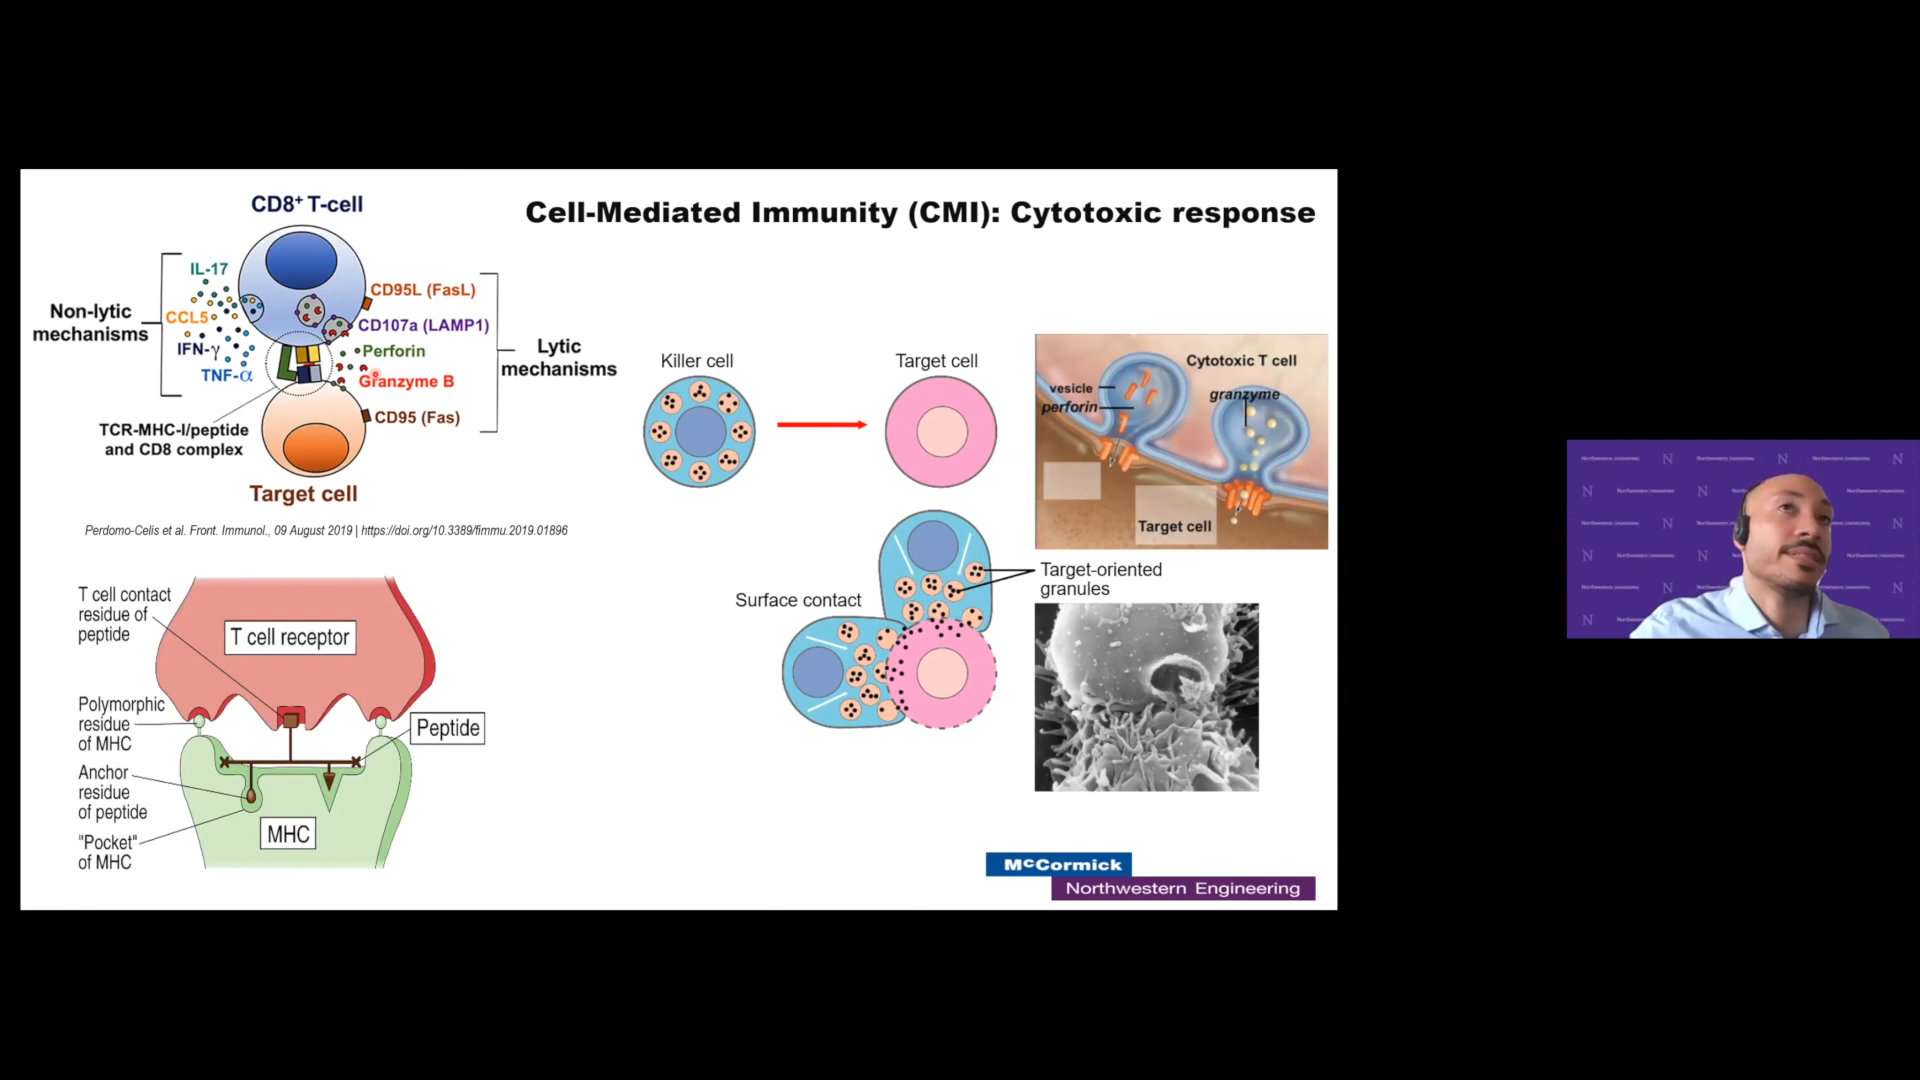 Cell-Mediated Immunity (CMI): Cytotoxic response
CD8⁺ T-cell
IL-17
CCL5
IFN-γ
TNF-α
Non-lytic
mechanisms
CD95L (FasL)
CD107a (LAMP1)
Perforin
Granzyme B
CD95 (Fas)
Lytic
mechanisms
TCR-MHC-I/peptide
and CD8 complex
Target cell
Perdomo-Celis et al. Front. Immunol., 09 August 2019 | https://doi.org/10.3389/fimmu.2019.01896
T cell contact
residue of
peptide
T cell receptor
Polymorphic
residue
of MHC
Peptide
Anchor
residue
of peptide
"Pocket"
of MHC
MHC
Killer cell
Target cell
Surface contact
Target-oriented
granules
Cytotoxic T cell
vesicle
perforin
granzyme
Target cell
McCormick
Northwestern Engineering